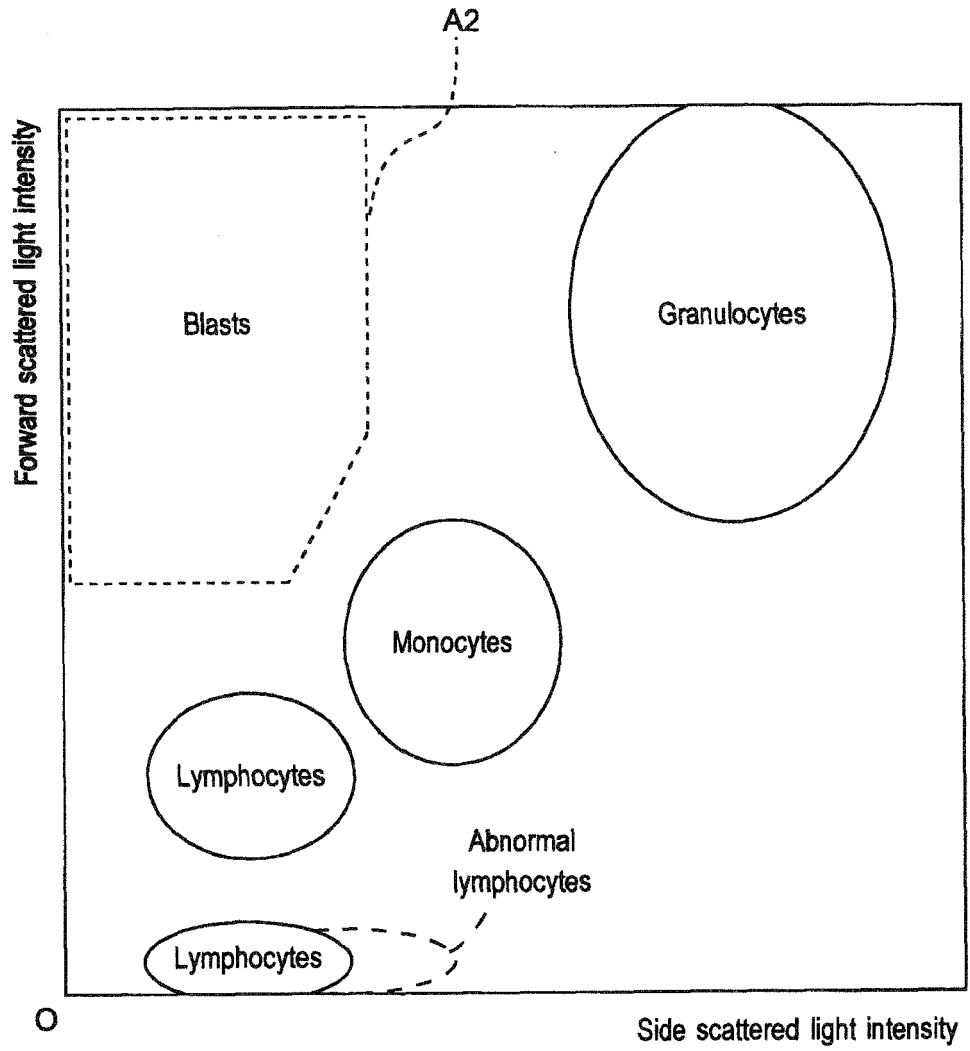 A2
Forward scattered light intensity
Blasts
Granulocytes
Monocytes
Lymphocytes
Abnormal
lymphocytes
Lymphocytes
O
Side scattered light intensity